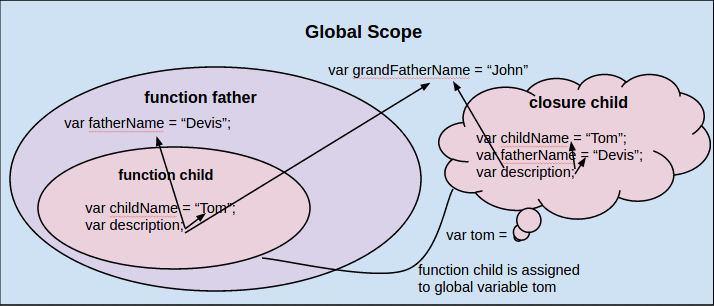 Global Scope
var grandFatherName = “John”
function father
var fatherName = “Devis”;
function child
var childName = “Tom”;
var description;
closure child
var childName = “Tom”;
var fatherName = “Devis”;
var description;
var tom =
function child is assigned
to global variable tom